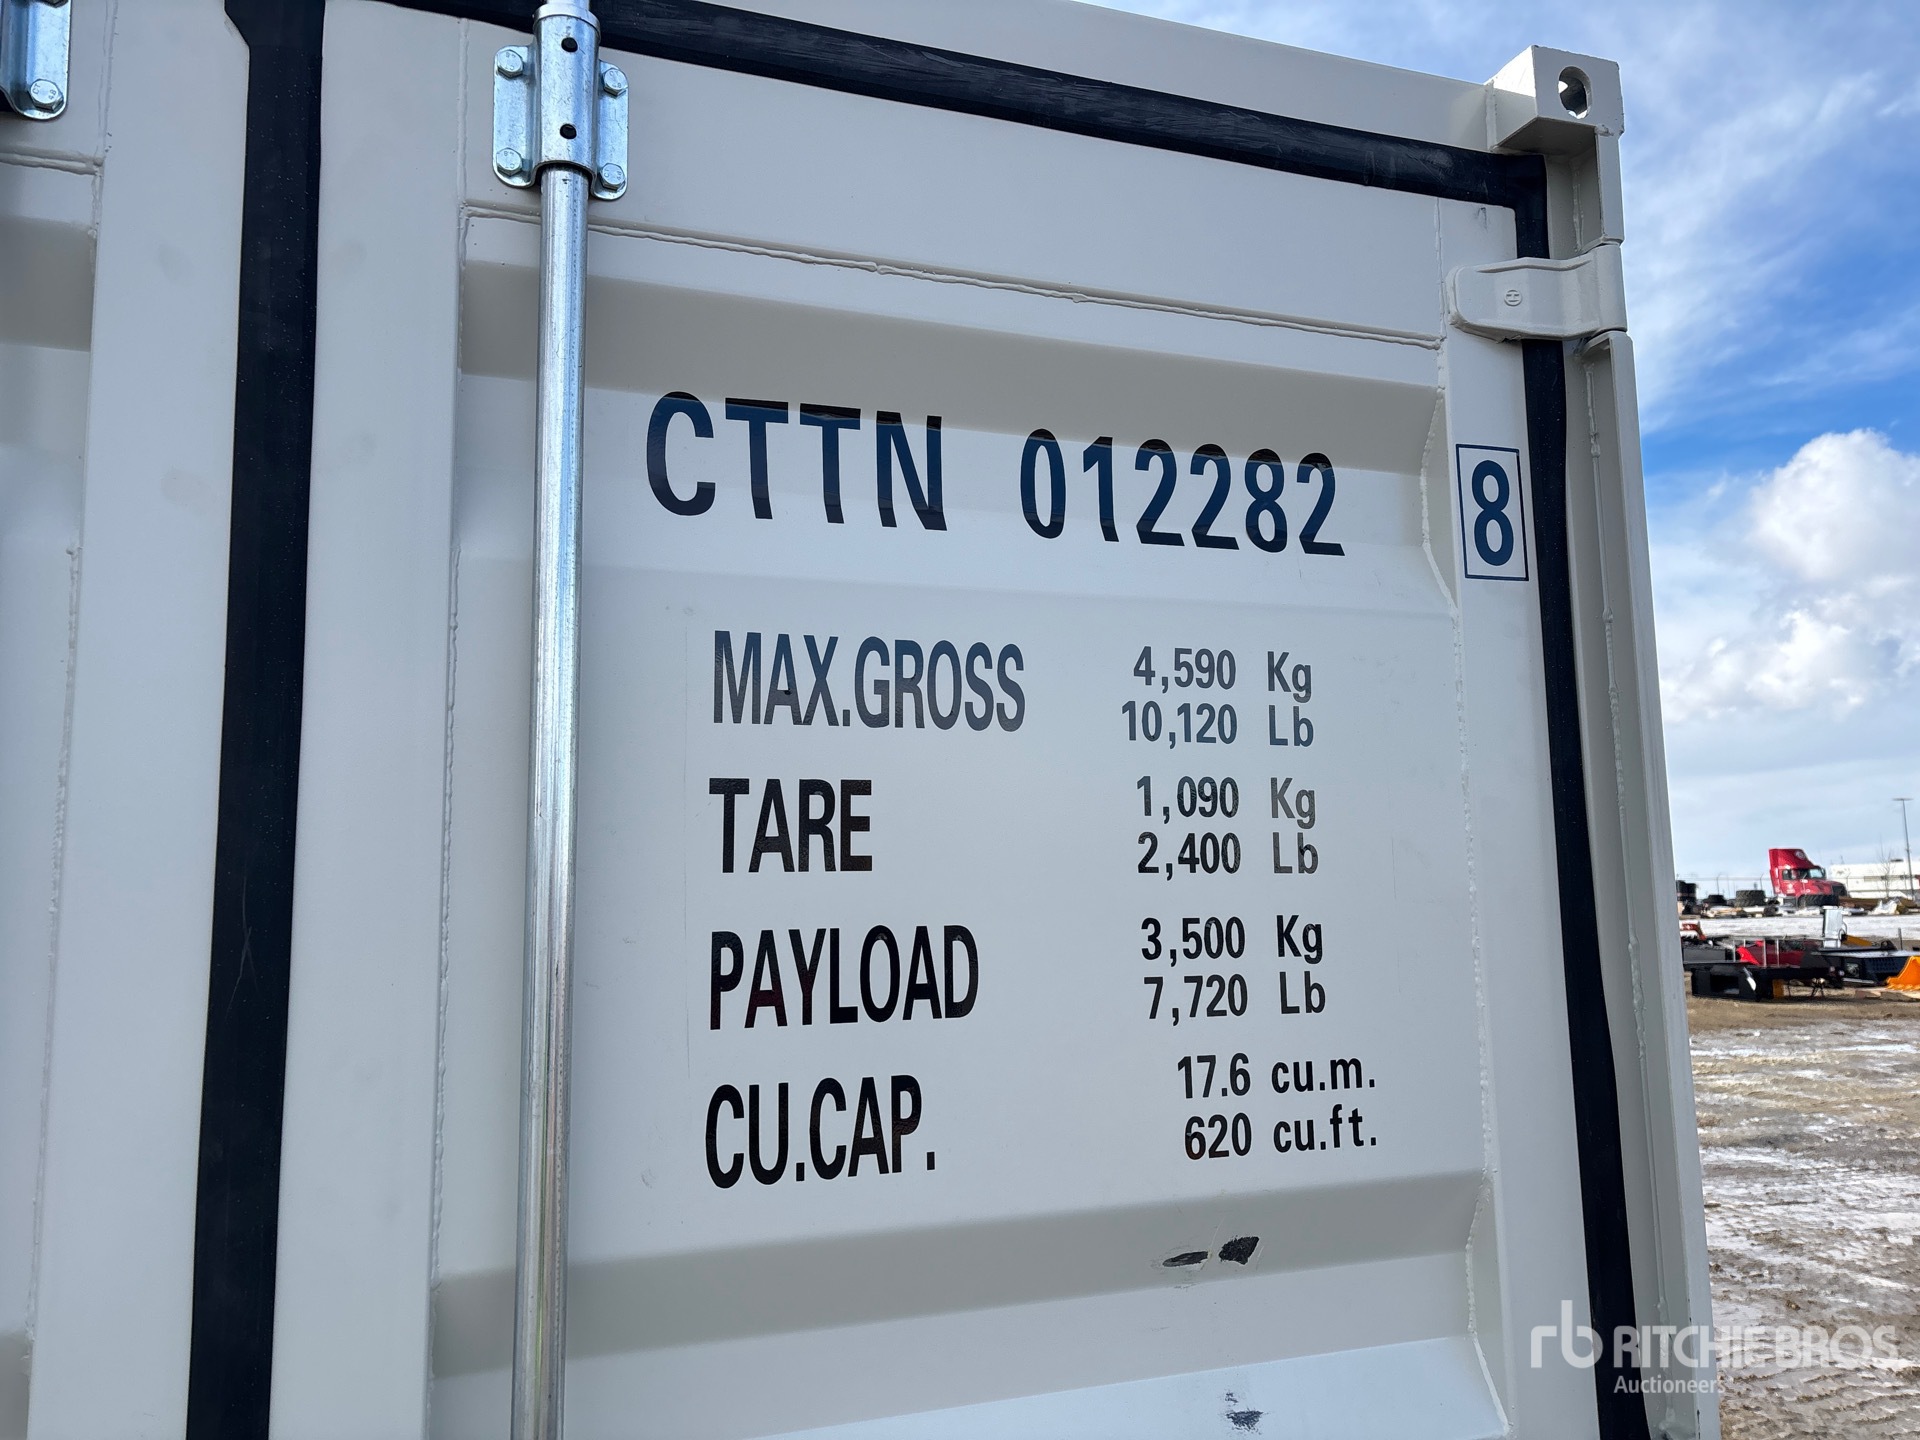 CTTN 012282 8
MAX.GROSS 4,590 Kg
10,120 Lb
TARE 1,090 Kg
2,400 Lb
PAYLOAD 3,500 Kg
7,720 Lb
CU.CAP. 17.6 cu.m.
620 cu.ft.
rb RITCHIE BROS
Auctioneers